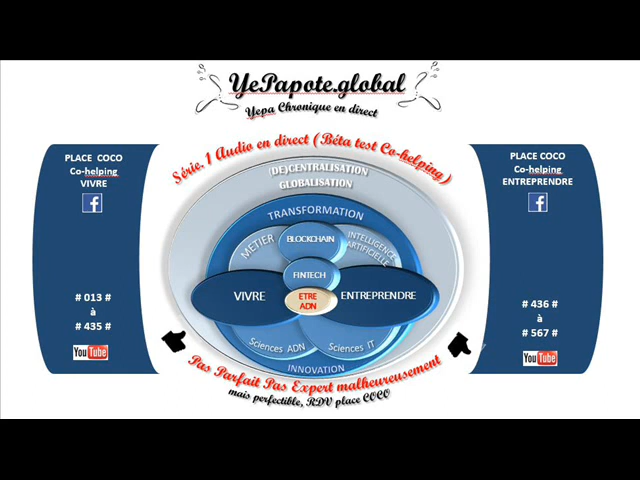 YePapote.global
Yepa Chronique en direct
Série, 1 Audio en direct (Béta test Co-helping)
PLACE COCO
Co-helping
VIVRE
# 013 #
à
# 435 #
YouTube
(DE)CENTRALISATION
GLOBALISATION
TRANSFORMATION
METIER
BLOCKCHAIN
INTELLIGENCE
ARTIFICIELLE
FINTECH
VIVRE
ETRE
ADN
ENTREPRENDRE
Sciences ADN
Sciences IT
INNOVATION
PLACE COCO
Co-helping
ENTREPRENDRE
# 436 #
à
# 567 #
YouTube
Pas Parfait Pas Expert malheureusement
mais perfectible, RDV place COCO